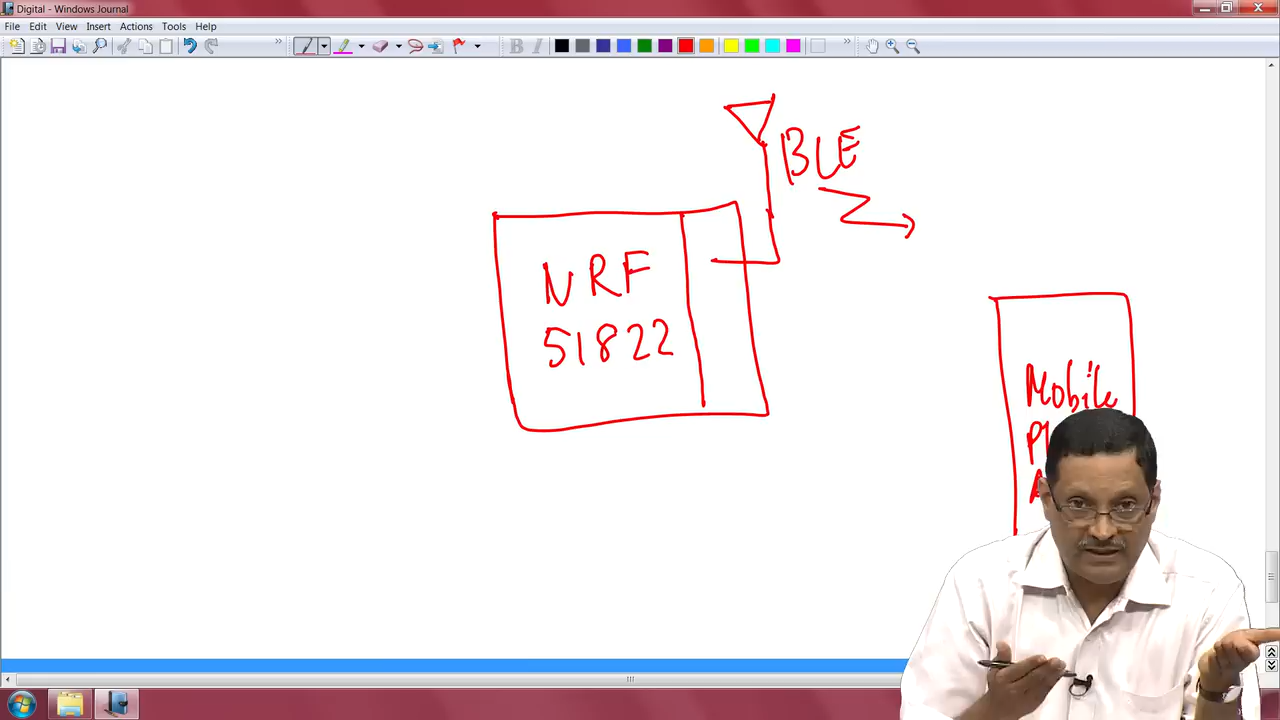 Digital - Windows Journal
File Edit View Insert Actions Tools Help
BLE
NRF
51822
Mobile